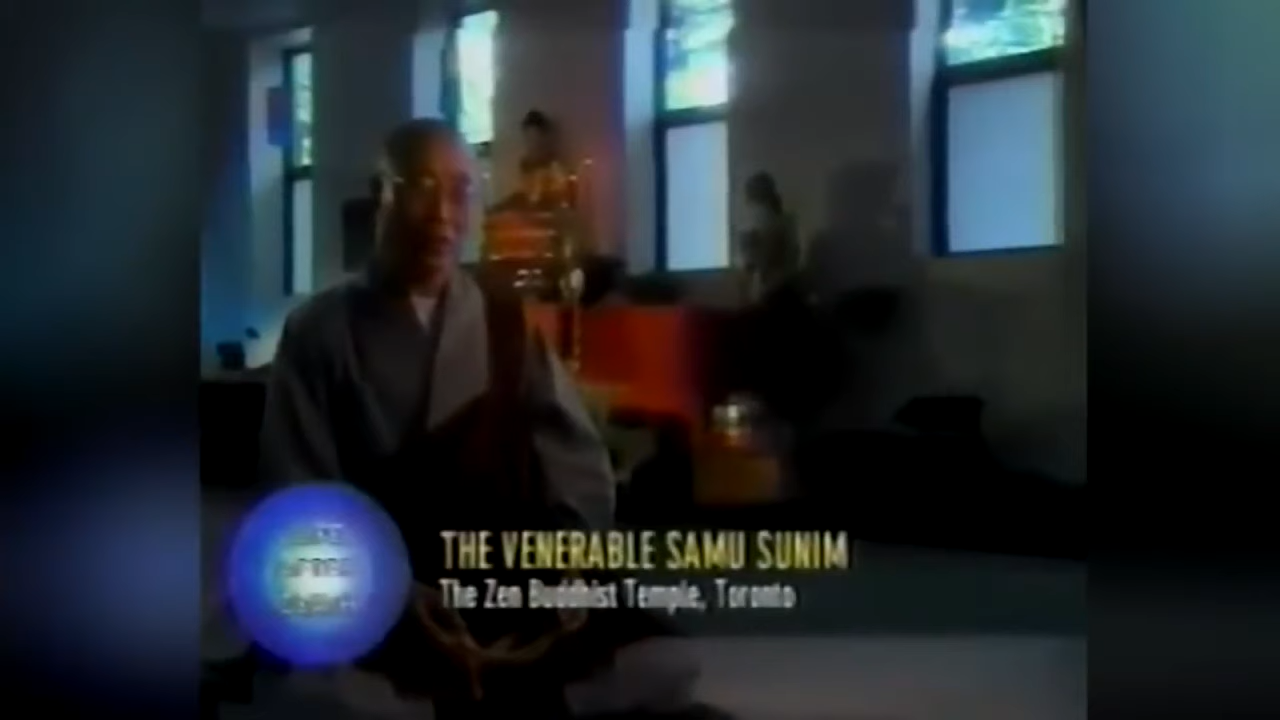 THE VENERABLE SAMU SUNIM
The Zen Buddhist Temple, Toronto